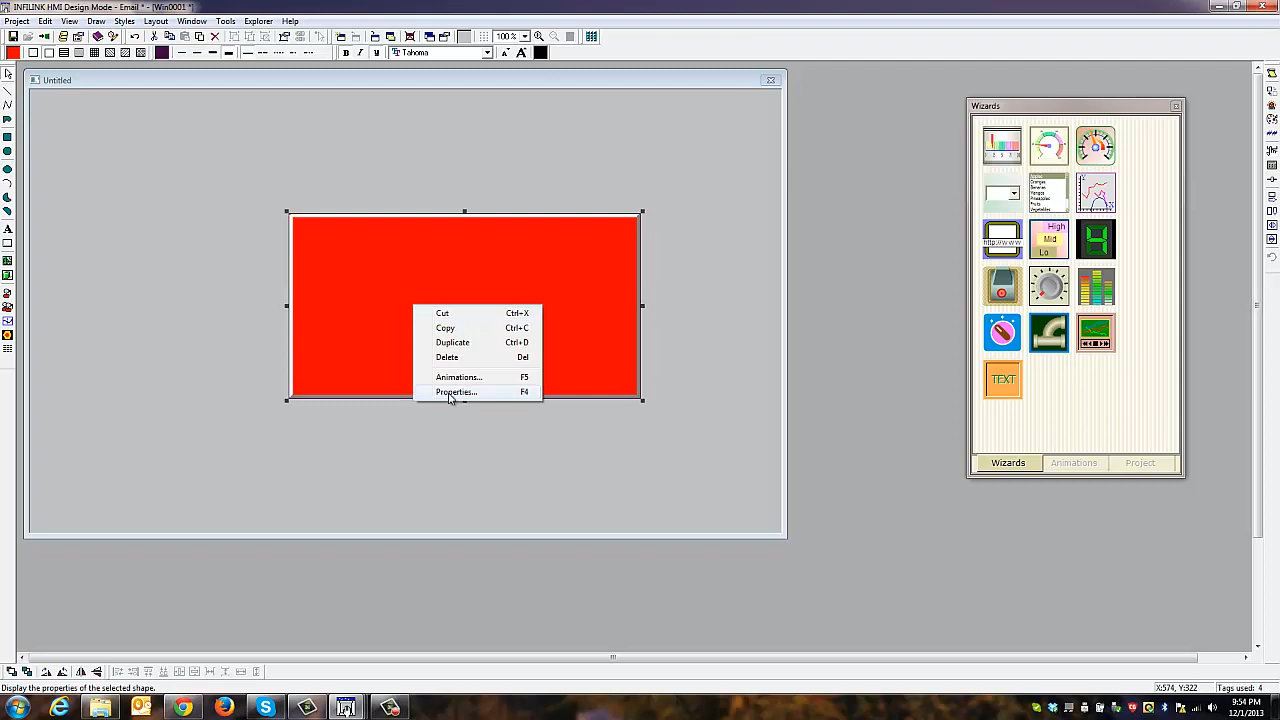 INFILINK HMI Design Mode - Email * - [Win0001 *]
Project Edit View Draw Styles Layout Window Tools Explorer Help
100%
B I U Tahoma A A
Untitled
Wizards
Cut Ctrl+X
Copy Ctrl+C
Duplicate Ctrl+D
Delete Del
Animations... F5
Properties... F4
http://www
High
Mid
Lo
4
TEXT
Wizards Animations Project
Display the properties of the selected shape.
X:574, Y:322 Tags used: 4
9:54 PM
12/1/2013